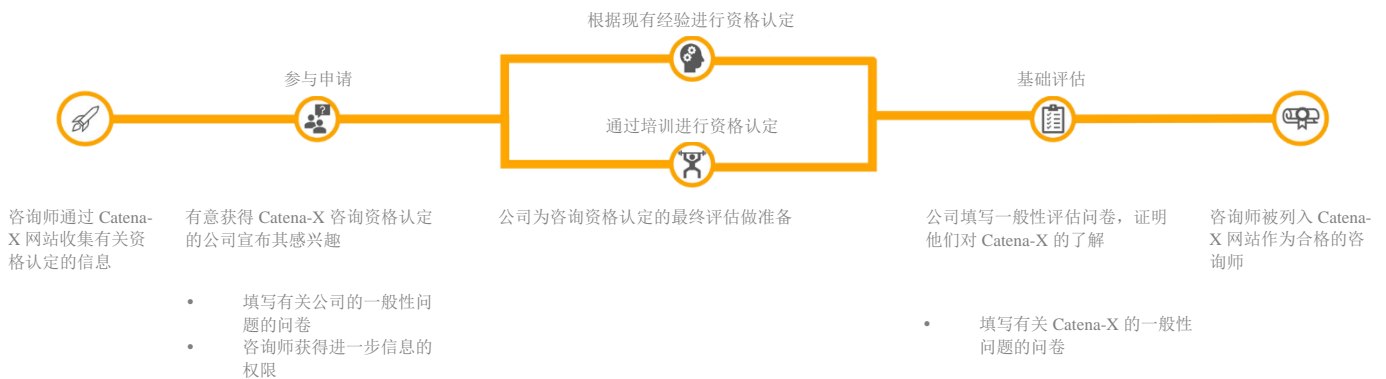 根据现有经验进行资格认定
参与申请
基础评估
通过培训进行资格认定
?
咨询师通过 Catena-
X 网站收集有关资
格认定的信息
有意获得 Catena-X 咨询资格认定
的公司宣布其感兴趣
• 填写有关公司的一般性问
题的问卷
• 咨询师获得进一步信息的
权限
公司为咨询资格认定的最终评估做准备
公司填写一般性评估问卷，证明
他们对 Catena-X 的了解
• 填写有关 Catena-X 的一般性
问题的问卷
咨询师被列入 Catena-
X 网站作为合格的咨
询师